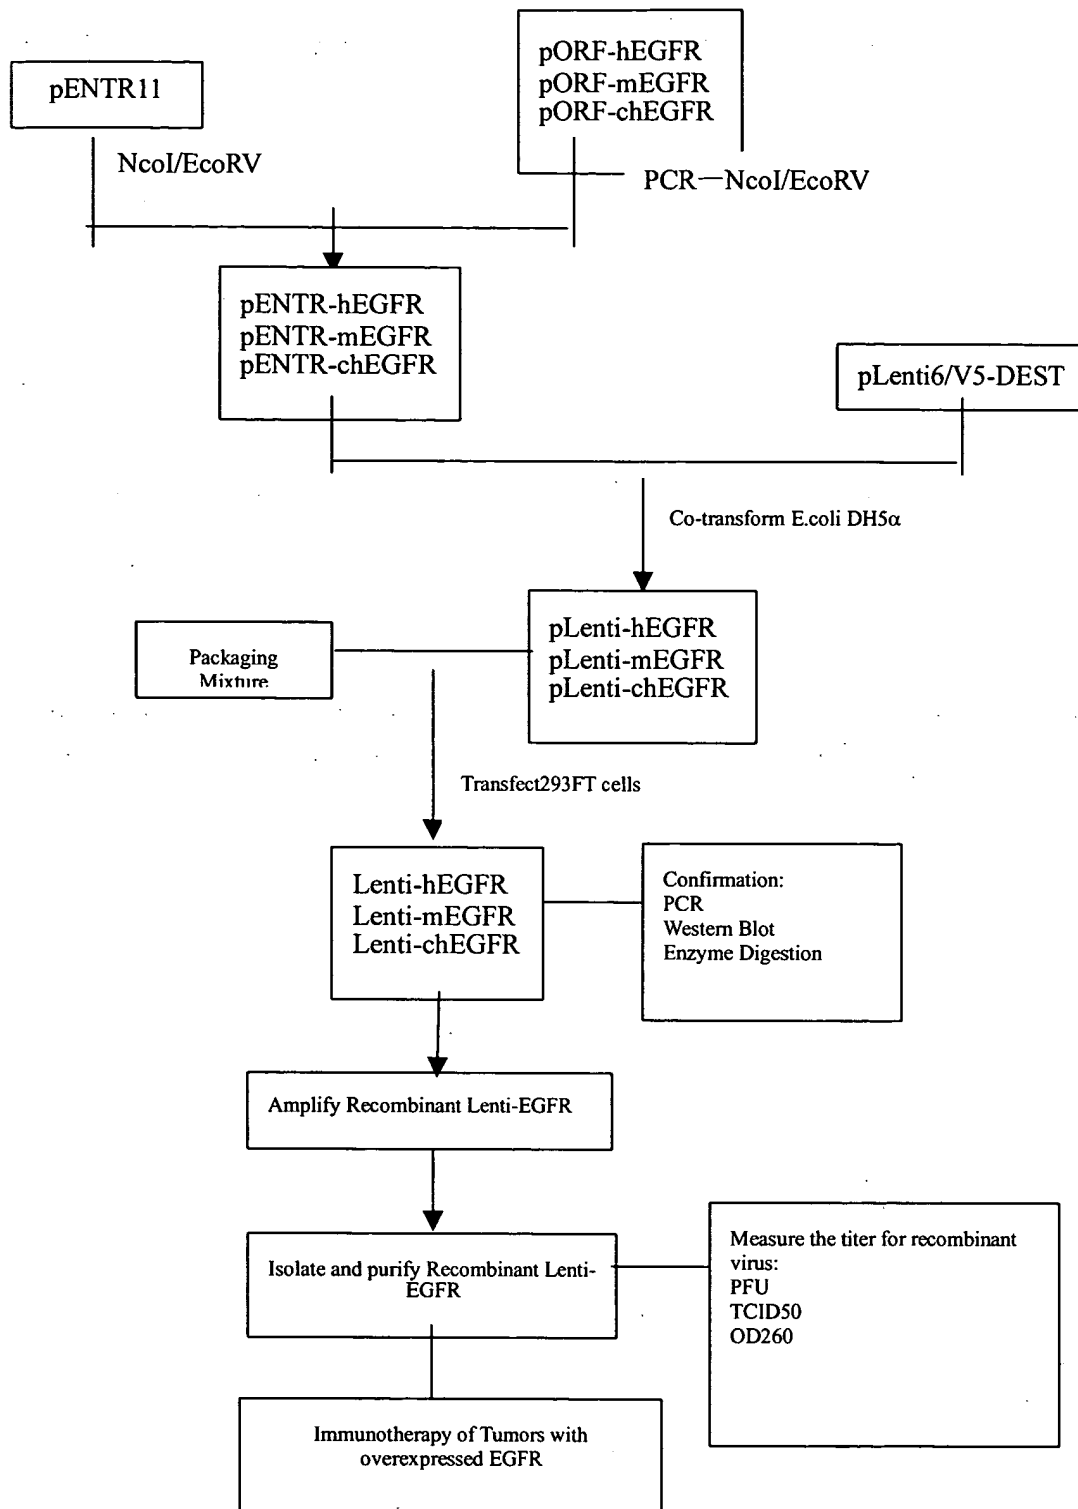 pENTR11
pORF-hEGFR
pORF-mEGFR
pORF-chEGFR
NcoI/EcoRV
PCR—NcoI/EcoRV
pENTR-hEGFR
pENTR-mEGFR
pENTR-chEGFR
pLenti6/V5-DEST
Co-transform E.coli DH5α
pLenti-hEGFR
pLenti-mEGFR
pLenti-chEGFR
Packaging
Mixture
Transfect293FT cells
Lenti-hEGFR
Lenti-mEGFR
Lenti-chEGFR
Confirmation:
PCR
Western Blot
Enzyme Digestion
Amplify Recombinant Lenti-EGFR
Isolate and purify Recombinant Lenti-
EGFR
Measure the titer for recombinant
virus:
PFU
TCID50
OD260
Immunotherapy of Tumors with
overexpressed EGFR